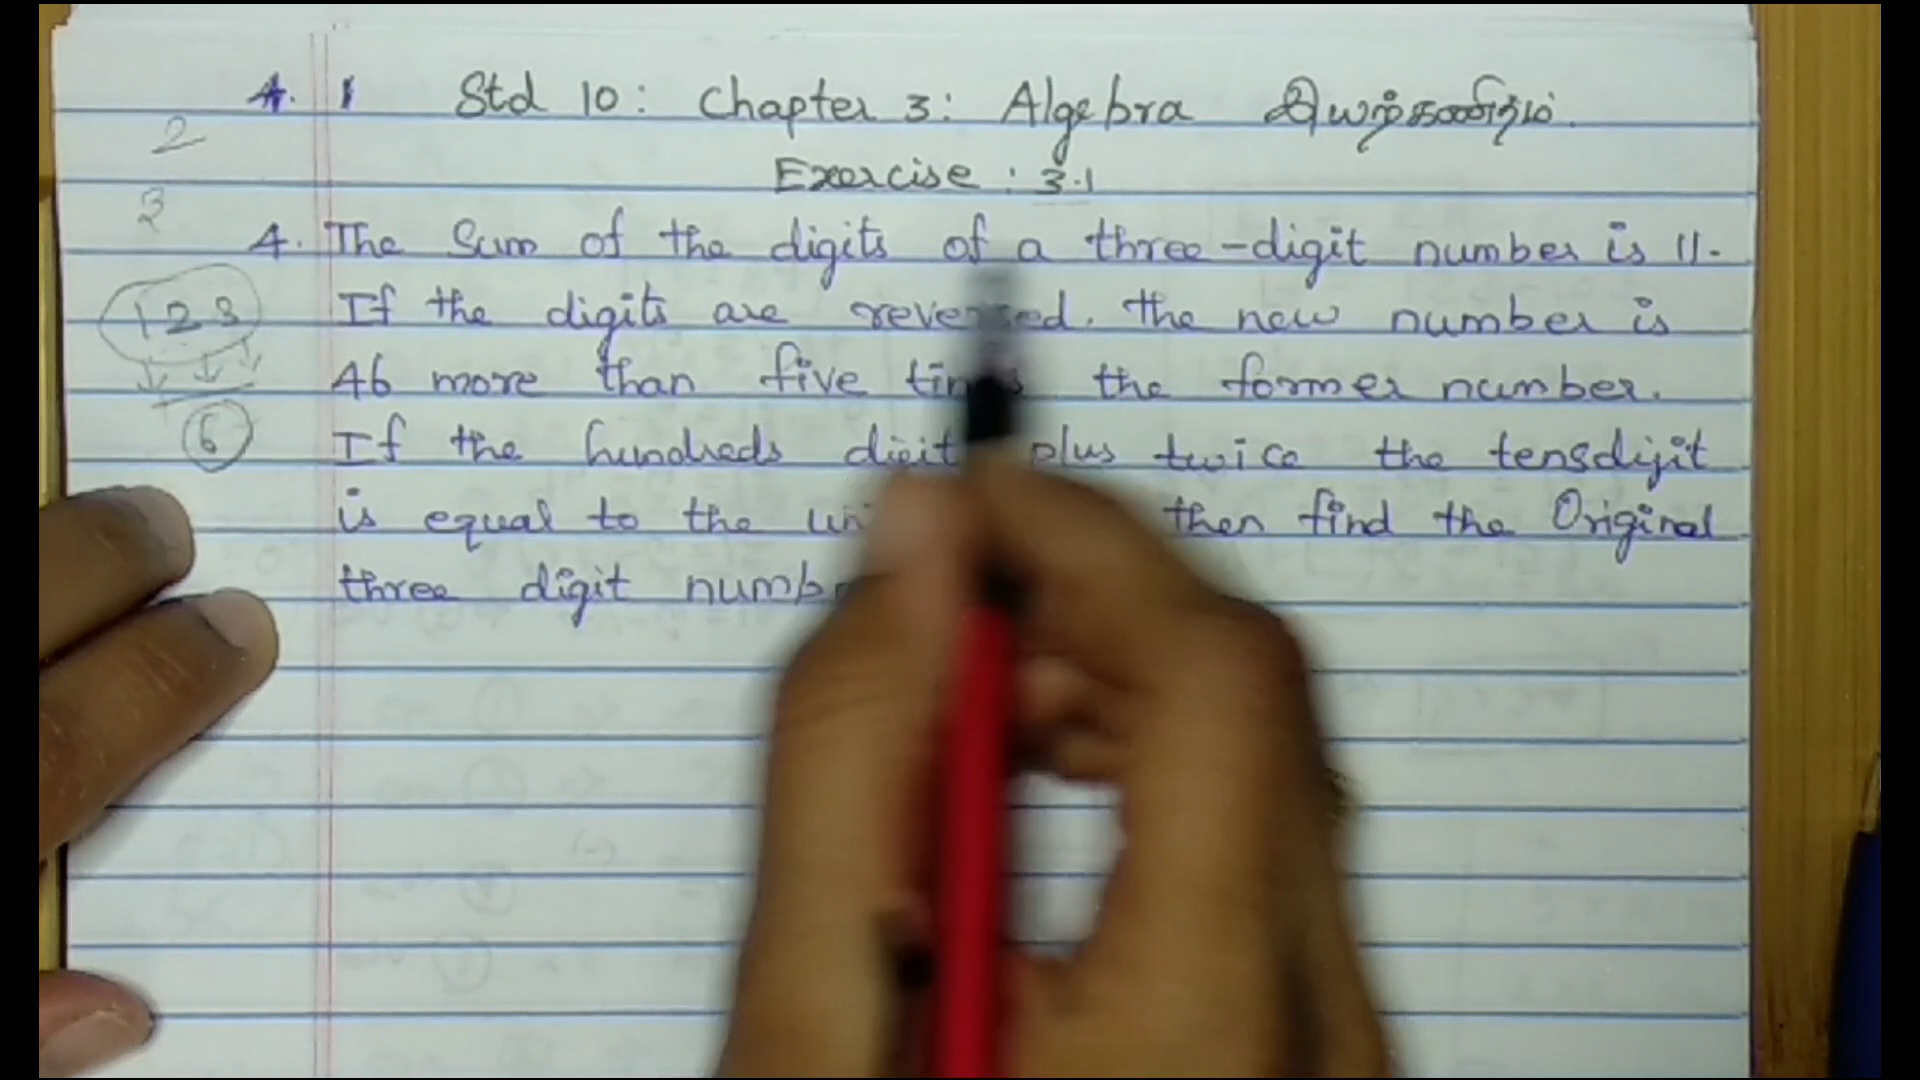 4. 1 Std 10: Chapter 3: Algebra இயற்கணிதம்.
2
Exercise: 3.1
3
4. The Sum of the digits of a three-digit number is 11.
123 If the digits are reversed. the new number is
46 more than five times the former number.
6 If the hundreds digit plus twice the tensdigit
is equal to the then find the Original
three digit